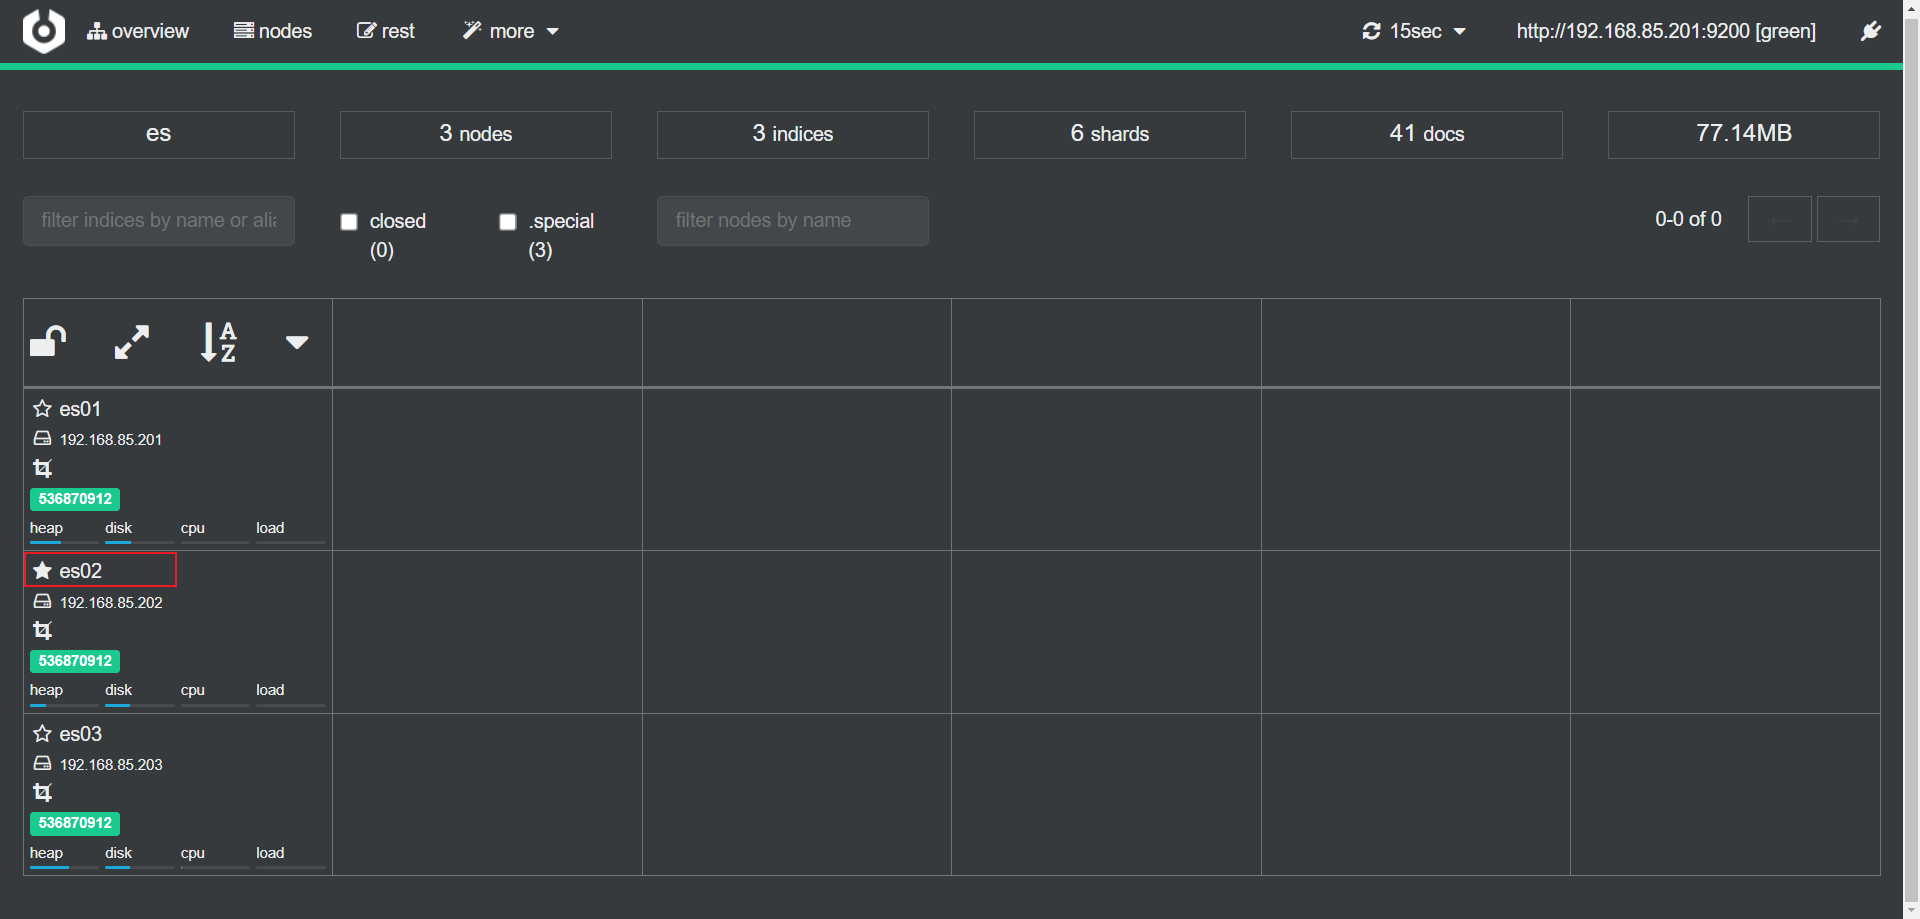 overview nodes rest more 15sec http://192.168.85.201:9200 [green]
es 3 nodes 3 indices 6 shards 41 docs 77.14MB
filter indices by name or alia closed (0) .special (3) filter nodes by name 0-0 of 0 ← →
A
Z
es01
192.168.85.201
536870912
heap disk cpu load
es02
192.168.85.202
536870912
heap disk cpu load
es03
192.168.85.203
536870912
heap disk cpu load